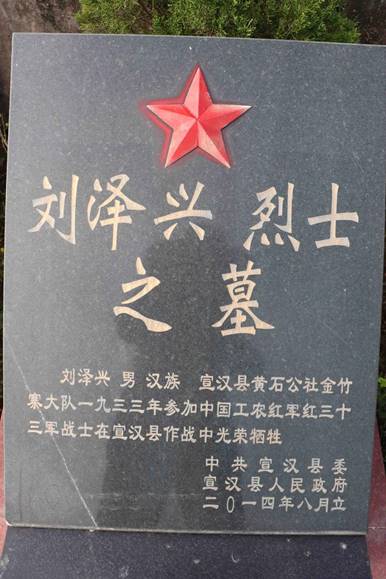 刘泽兴 烈士
之墓
刘泽兴 男 汉族 宣汉县黄石公社金竹
寨大队一九三三年参加中国工农红军红三十
三军战士在宣汉县作战中光荣牺牲
中共宣汉县委
宣汉县人民政府
二〇一四年八月立